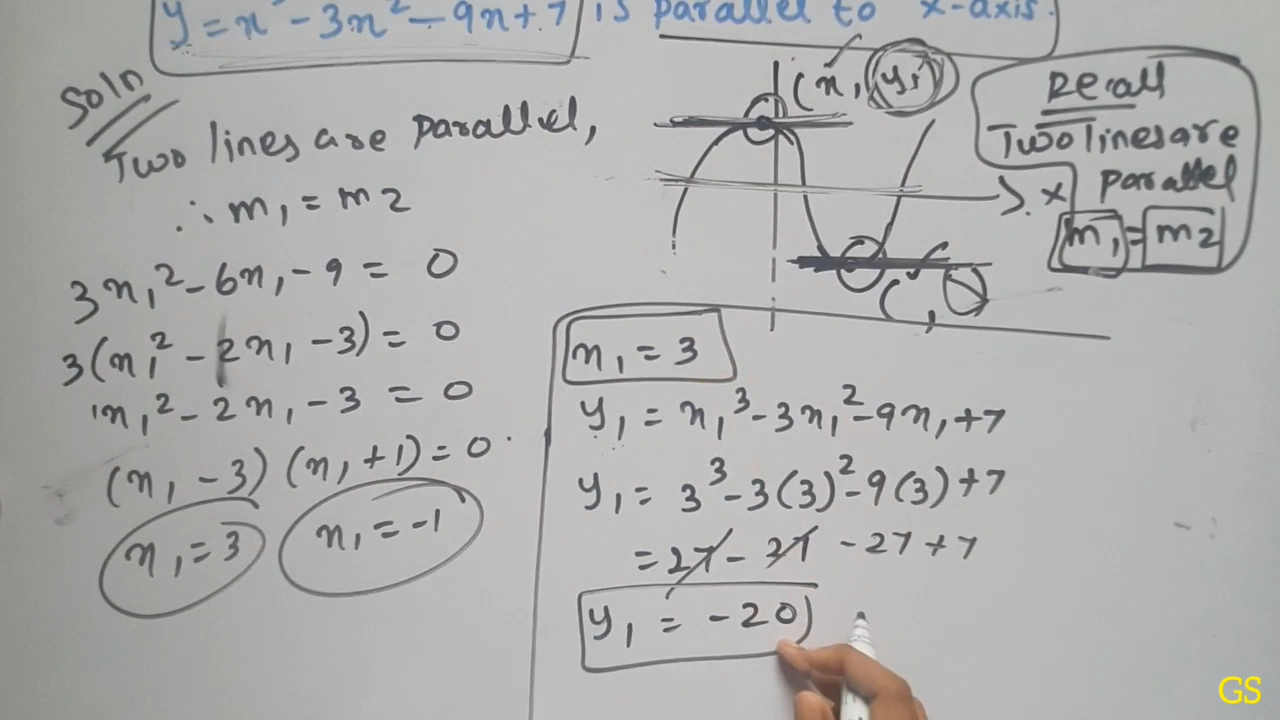 y = x³ - 3x² - 9x + 7 is parallel to x-axis.
Soln
Two lines are parallel,
∴ m₁ = m₂
3x₁² - 6x₁ - 9 = 0
3(x₁² - 2x₁ - 3) = 0
x₁² - 2x₁ - 3 = 0
(x₁ - 3) (x₁ + 1) = 0
x₁ = 3
x₁ = -1
(x₁, y₁)
x
( , )
Recall
Two lines are
parallel
m₁ = m₂
x₁ = 3
y₁ = x₁³ - 3x₁² - 9x₁ + 7
y₁ = 3³ - 3(3)² - 9(3) + 7
= 27 - 27 - 27 + 7
y₁ = -20
GS